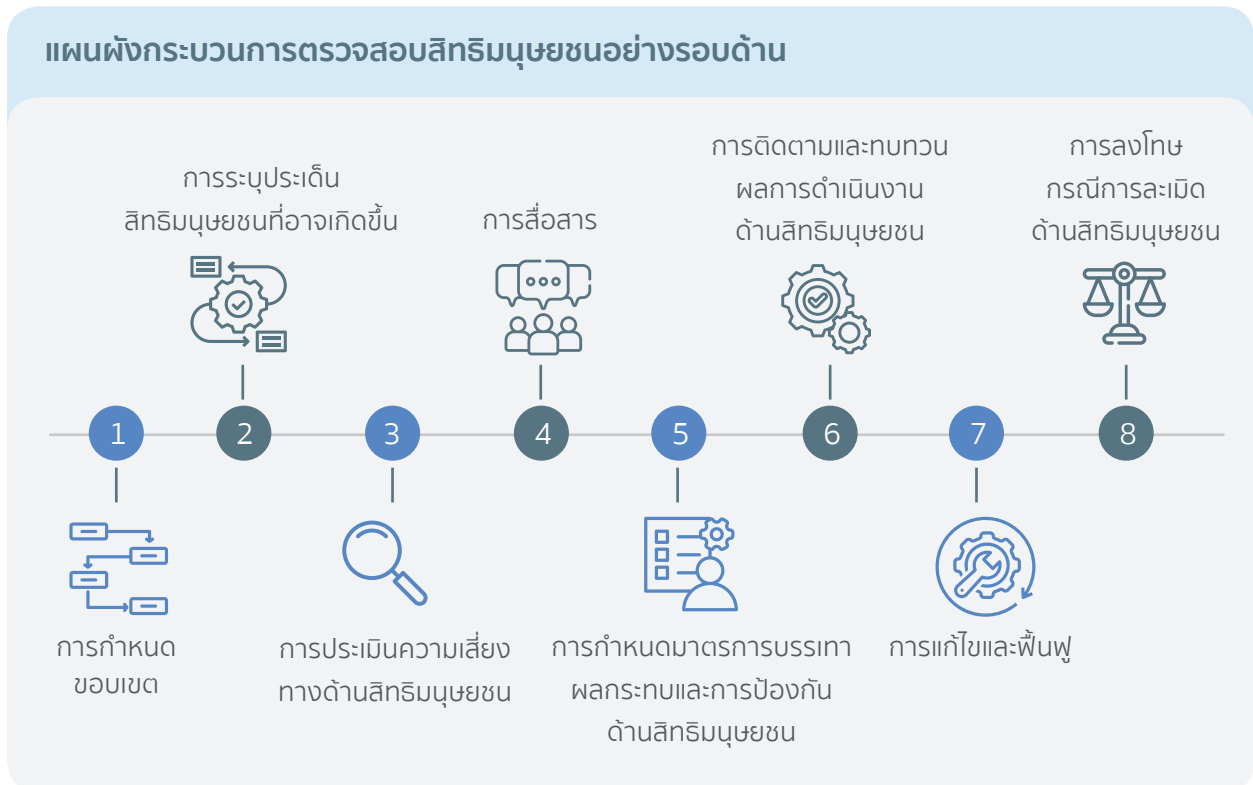 แผนผังกระบวนการตรวจสอบสิทธิมนุษยชนอย่างรอบด้าน
1
การกำหนด
ขอบเขต
2
การระบุประเด็น
สิทธิมนุษยชนที่อาจเกิดขึ้น
3
การประเมินความเสี่ยง
ทางด้านสิทธิมนุษยชน
4
การสื่อสาร
5
การกำหนดมาตรการบรรเทา
ผลกระทบและการป้องกัน
ด้านสิทธิมนุษยชน
6
การติดตามและทบทวน
ผลการดำเนินงาน
ด้านสิทธิมนุษยชน
7
การแก้ไขและฟื้นฟู
8
การลงโทษ
กรณีการละเมิด
ด้านสิทธิมนุษยชน